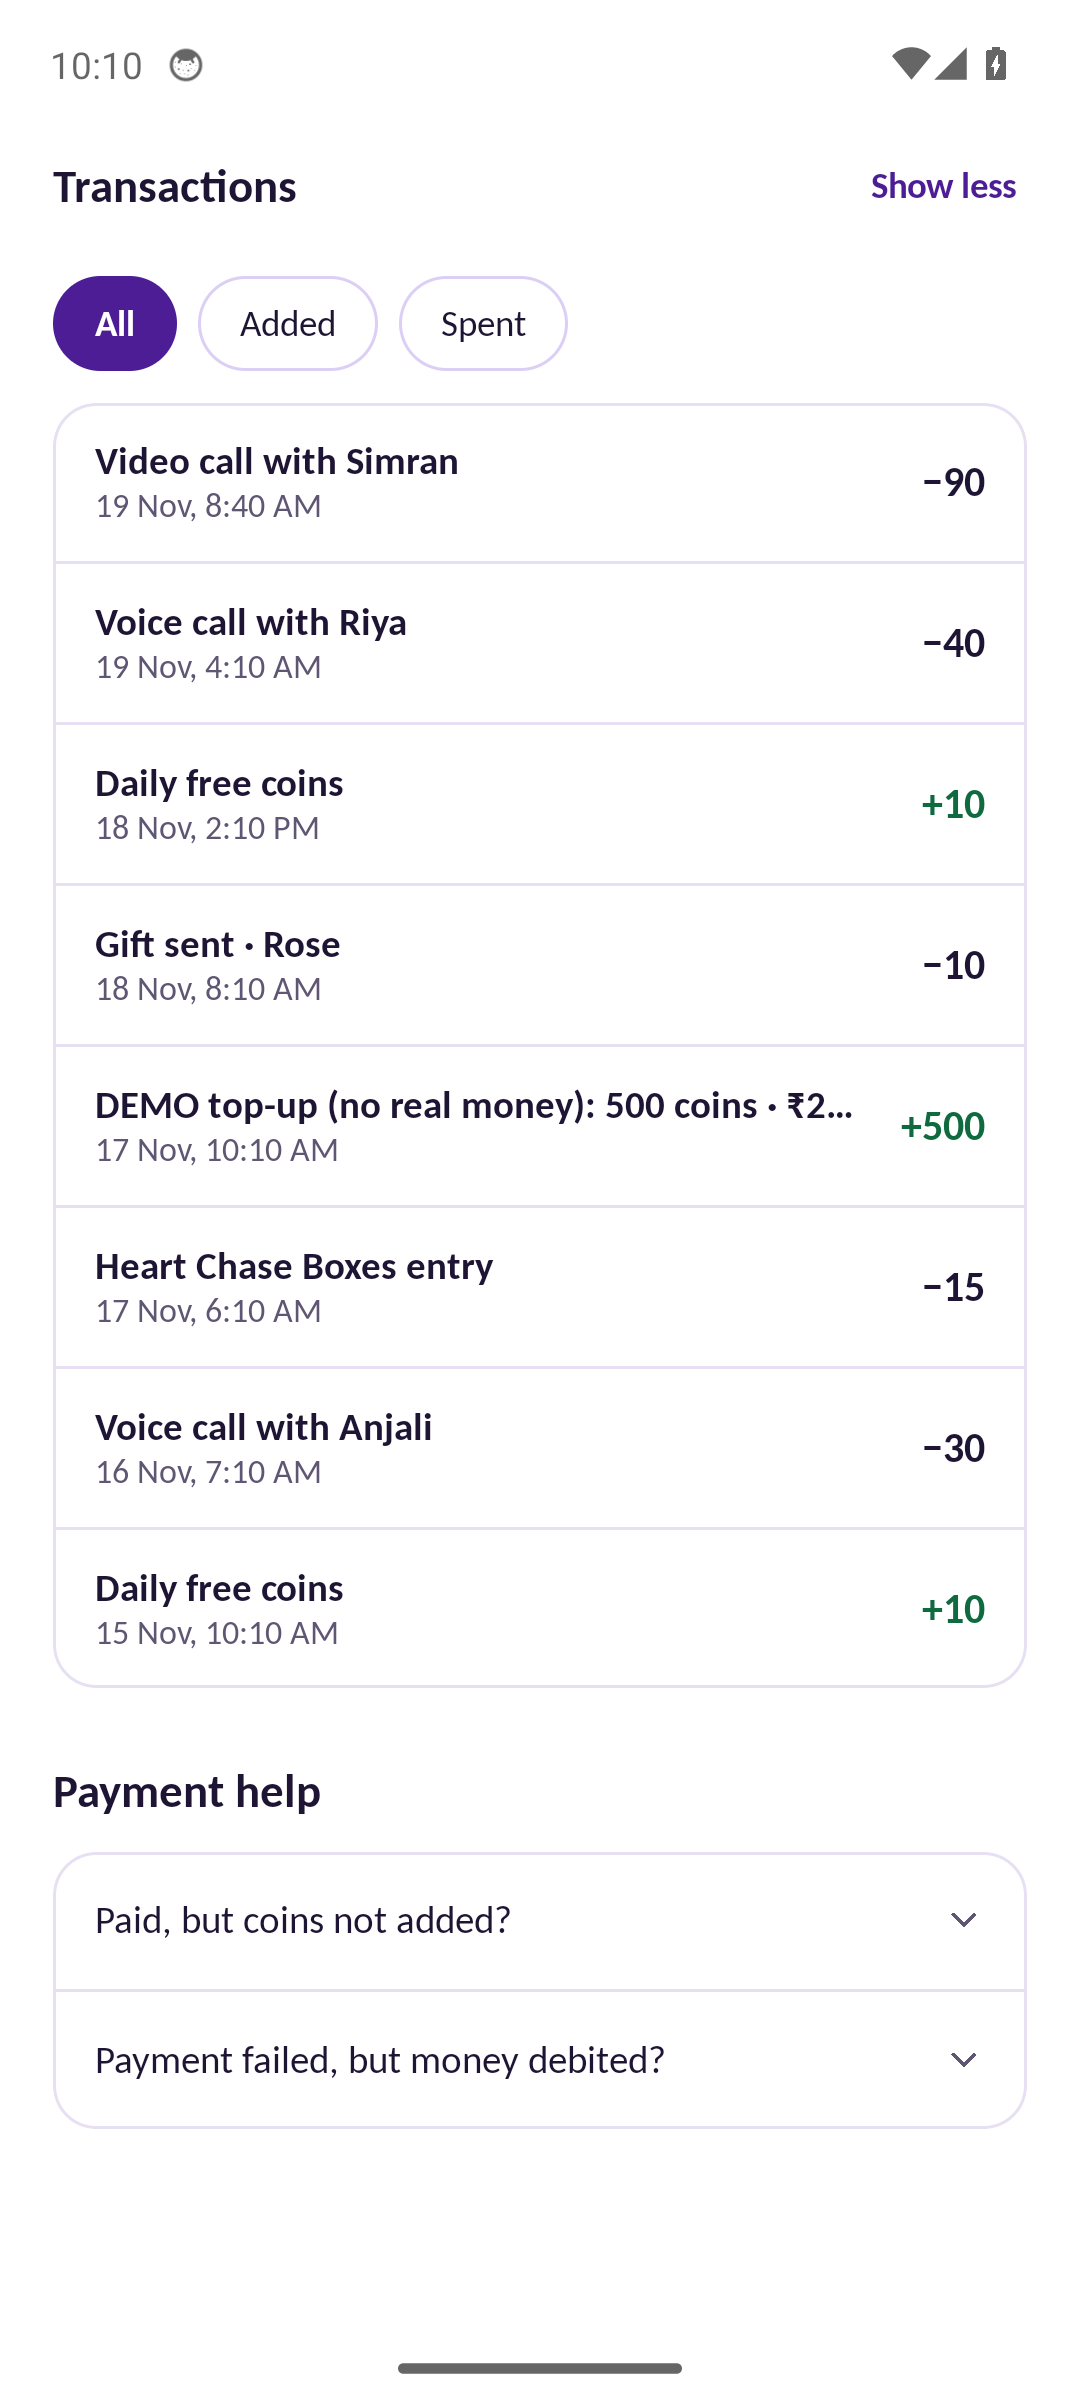 10:10
Transactions
Show less
All
Added
Spent
Video call with Simran
19 Nov, 8:40 AM
−90
Voice call with Riya
19 Nov, 4:10 AM
−40
Daily free coins
18 Nov, 2:10 PM
+10
Gift sent · Rose
18 Nov, 8:10 AM
−10
DEMO top-up (no real money): 500 coins · ₹2...
17 Nov, 10:10 AM
+500
Heart Chase Boxes entry
17 Nov, 6:10 AM
−15
Voice call with Anjali
16 Nov, 7:10 AM
−30
Daily free coins
15 Nov, 10:10 AM
+10
Payment help
Paid, but coins not added?
Payment failed, but money debited?